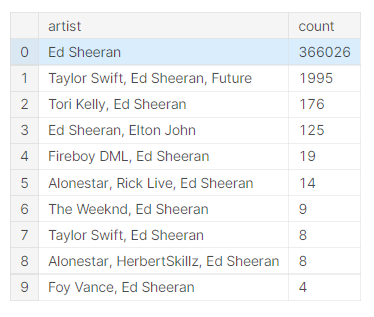 artist count
0 Ed Sheeran 366026
1 Taylor Swift, Ed Sheeran, Future 1995
2 Tori Kelly, Ed Sheeran 176
3 Ed Sheeran, Elton John 125
4 Fireboy DML, Ed Sheeran 19
5 Alonestar, Rick Live, Ed Sheeran 14
6 The Weeknd, Ed Sheeran 9
7 Taylor Swift, Ed Sheeran 8
8 Alonestar, HerbertSkillz, Ed Sheeran 8
9 Foy Vance, Ed Sheeran 4